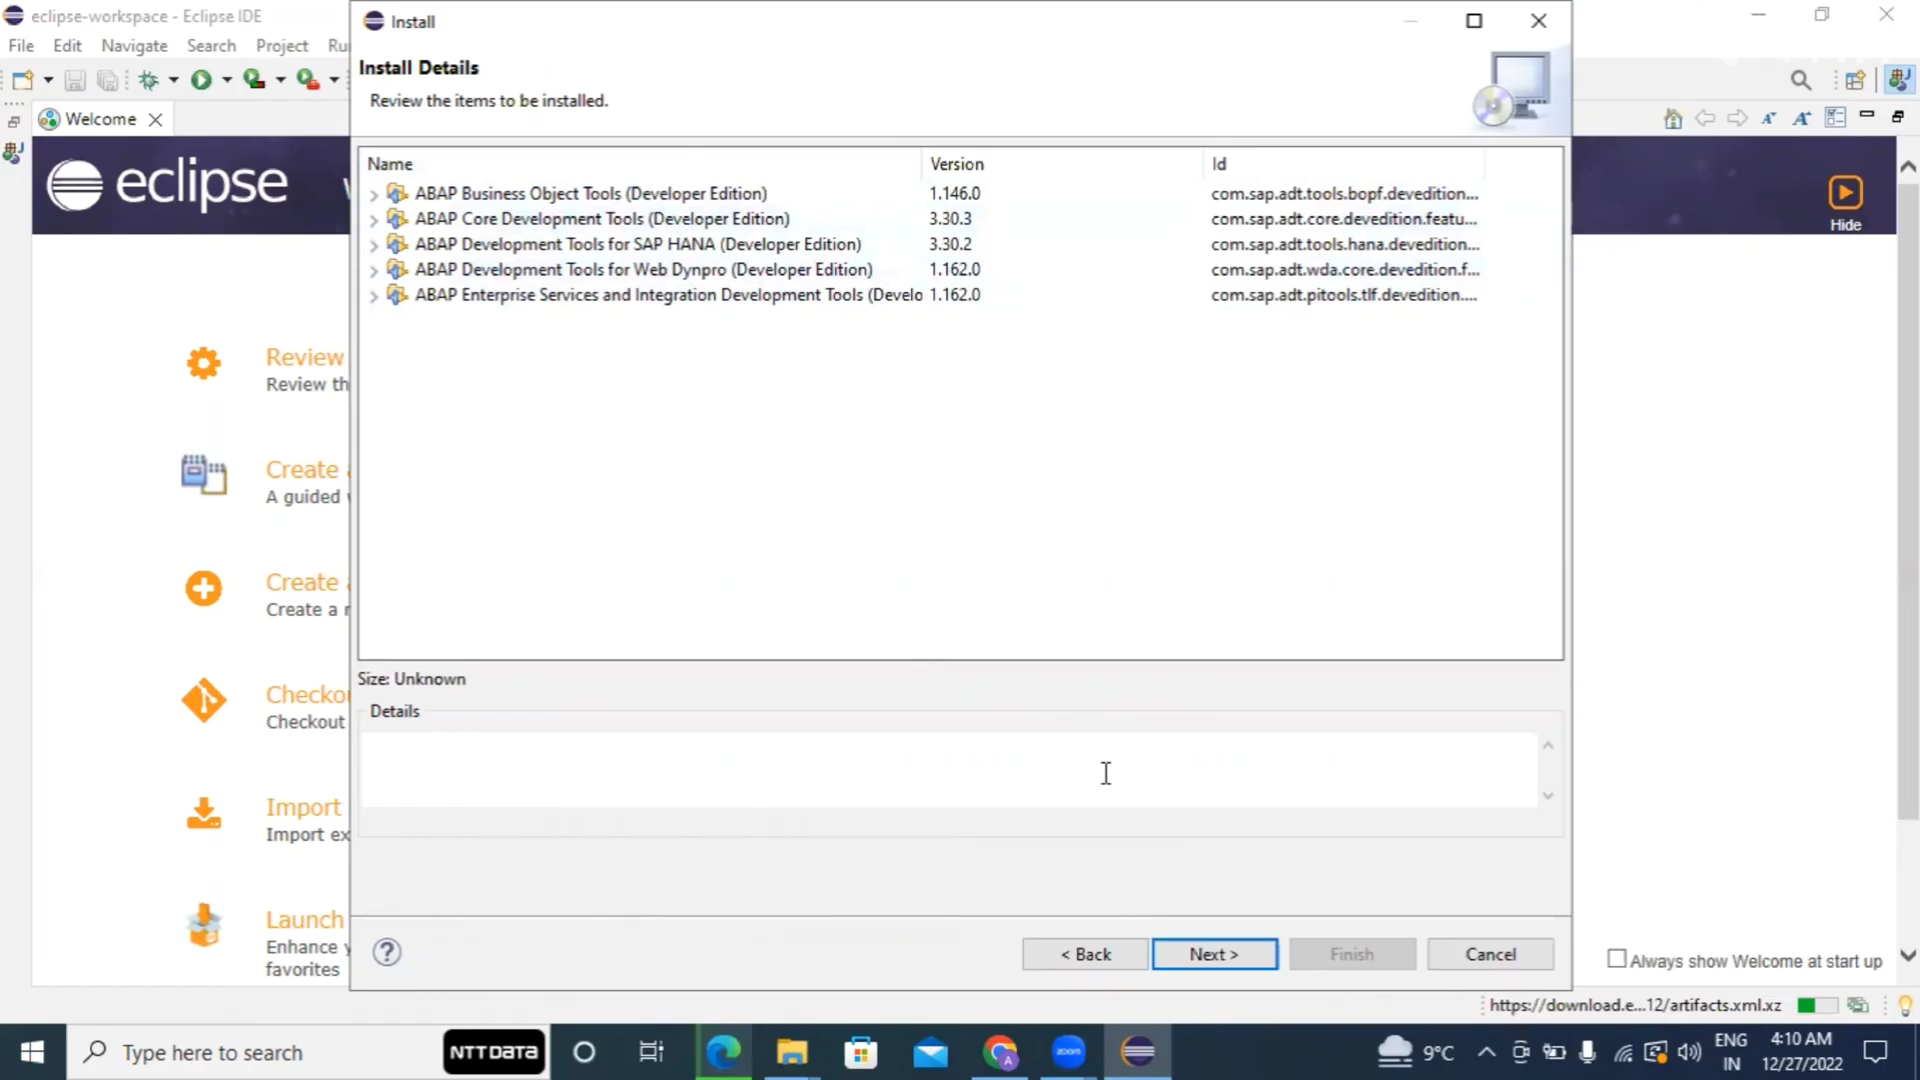 eclipse-workspace - Eclipse IDE
File Edit Navigate Search Project Ru
Welcome
eclipse
Hide
Review
Review th
Create
A guided
Create
Create a
Checko
Checkout
Import
Import ex
Launch
Enhance
favorites
Install
Install Details
Review the items to be installed.
Name Version Id
ABAP Business Object Tools (Developer Edition) 1.146.0 com.sap.adt.tools.bopf.devedition...
ABAP Core Development Tools (Developer Edition) 3.30.3 com.sap.adt.core.devedition.featu...
ABAP Development Tools for SAP HANA (Developer Edition) 3.30.2 com.sap.adt.tools.hana.devedition...
ABAP Development Tools for Web Dynpro (Developer Edition) 1.162.0 com.sap.adt.wda.core.devedition.f...
ABAP Enterprise Services and Integration Development Tools (Develo 1.162.0 com.sap.adt.pitools.tlf.devedition....
Size: Unknown
Details
< Back Next > Finish Cancel
Always show Welcome at start up
https://download.e...12/artifacts.xml.xz
Type here to search
NTT DATA
zoom
A
9°C
ENG
IN
4:10 AM
12/27/2022